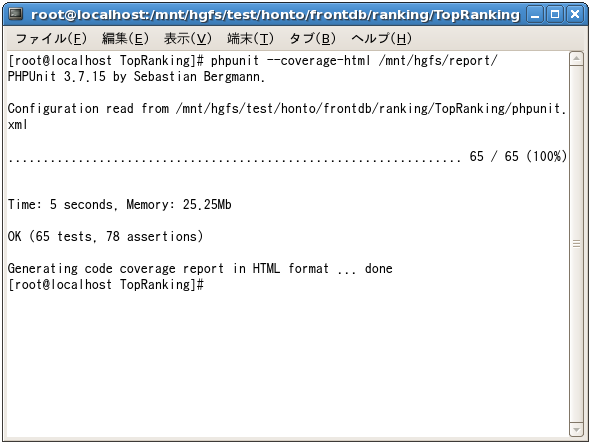 root@localhost:/mnt/hgfs/test/honto/frontdb/ranking/TopRanking
ファイル(F) 編集(E) 表示(V) 端末(T) タブ(B) ヘルプ(H)
[root@localhost TopRanking]# phpunit --coverage-html /mnt/hgfs/report/
PHPUnit 3.7.15 by Sebastian Bergmann.
Configuration read from /mnt/hgfs/test/honto/frontdb/ranking/TopRanking/phpunit.
xml
................................................................. 65 / 65 (100%)
Time: 5 seconds, Memory: 25.25Mb
OK (65 tests, 78 assertions)
Generating code coverage report in HTML format ... done
[root@localhost TopRanking]#